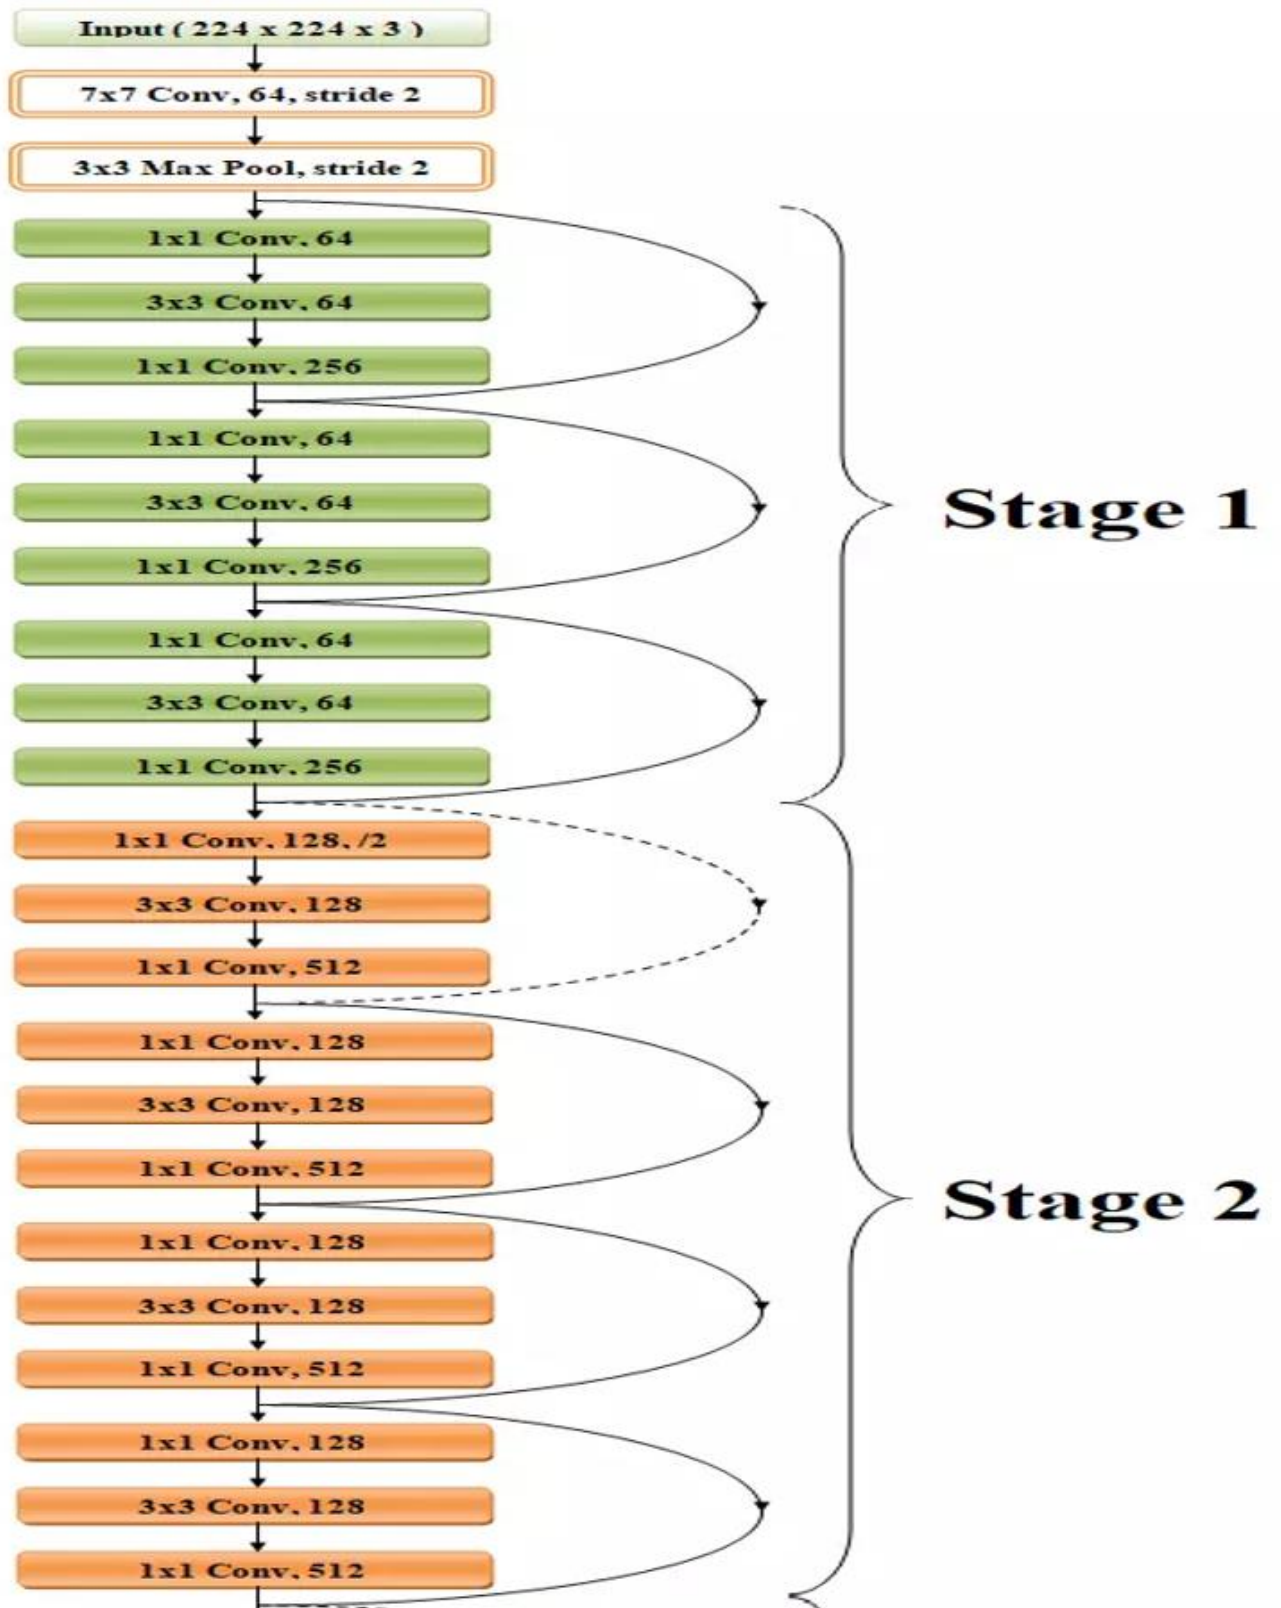 Input ( 224 x 224 x 3 )
7x7 Conv, 64, stride 2
3x3 Max Pool, stride 2
1x1 Conv, 64
3x3 Conv, 64
1x1 Conv, 256
1x1 Conv, 64
3x3 Conv, 64
1x1 Conv, 256
1x1 Conv, 64
3x3 Conv, 64
1x1 Conv, 256
Stage 1
1x1 Conv, 128, /2
3x3 Conv, 128
1x1 Conv, 512
1x1 Conv, 128
3x3 Conv, 128
1x1 Conv, 512
1x1 Conv, 128
3x3 Conv, 128
1x1 Conv, 512
1x1 Conv, 128
3x3 Conv, 128
1x1 Conv, 512
Stage 2